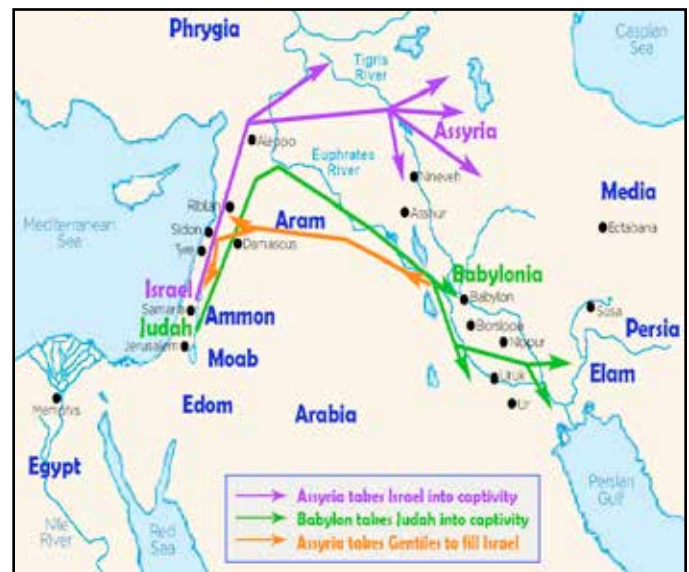 Phrygia
Caspian
Sea
Tigris
River
Aleppo
Assyria
Euphrates
River
Nineveh
Media
Riblah
Aram
Asshur
Mediterranean
Sea
Sidon
Ectabana
Tyre
Damascus
Israel
Babylonia
Samaria
Ammon
Babylon
Judah
Borsippa
Susa
Persia
Jerusalem
Moab
Nippur
Elam
Memphis
Edom
Arabia
Uruk
Ur
Egypt
Persian
Gulf
Nile
River
Red
Sea
Assyria takes Israel into captivity
Babylon takes Judah into captivity
Assyria takes Gentiles to fill Israel